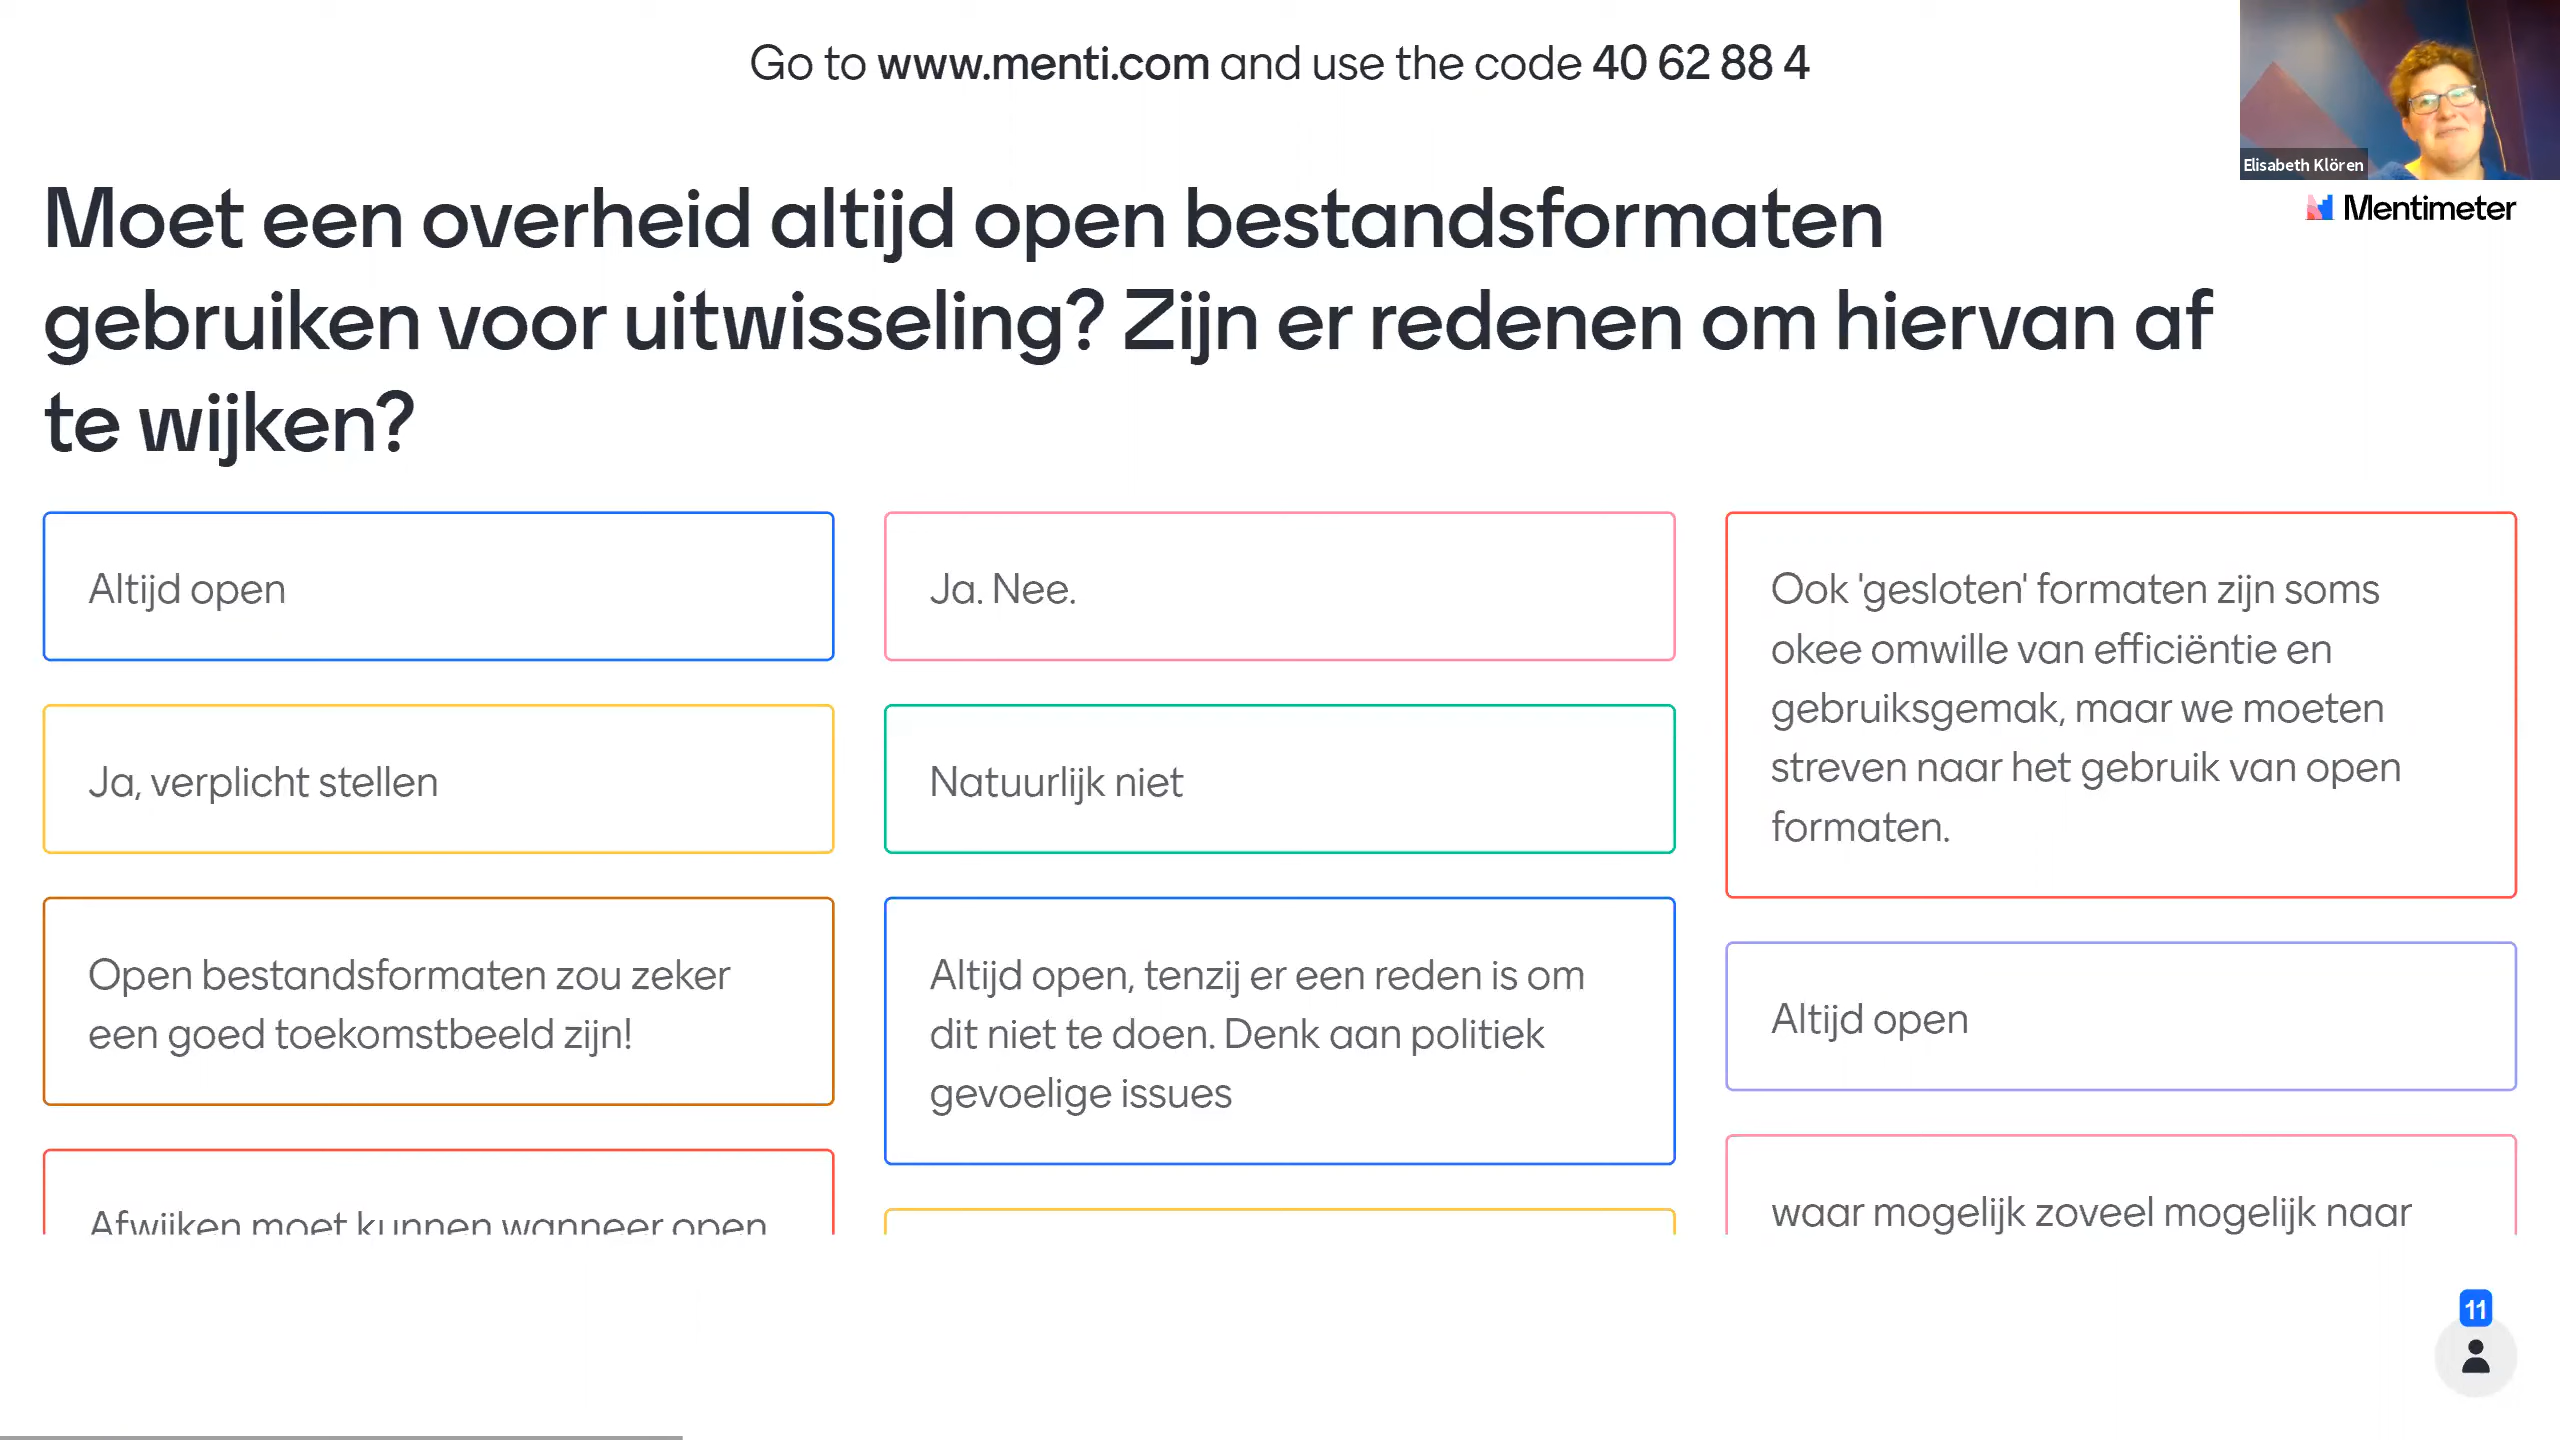 Go to www.menti.com and use the code 40 62 88 4
Elisabeth Klören
Mentimeter
Moet een overheid altijd open bestandsformaten
gebruiken voor uitwisseling? Zijn er redenen om hiervan af
te wijken?
Altijd open
Ja, verplicht stellen
Open bestandsformaten zou zeker
een goed toekomstbeeld zijn!
Afwijken moet kunnen wanneer open
Ja. Nee.
Natuurlijk niet
Altijd open, tenzij er een reden is om
dit niet te doen. Denk aan politiek
gevoelige issues
Ook 'gesloten' formaten zijn soms
okee omwille van efficiëntie en
gebruiksgemak, maar we moeten
streven naar het gebruik van open
formaten.
Altijd open
waar mogelijk zoveel mogelijk naar
11